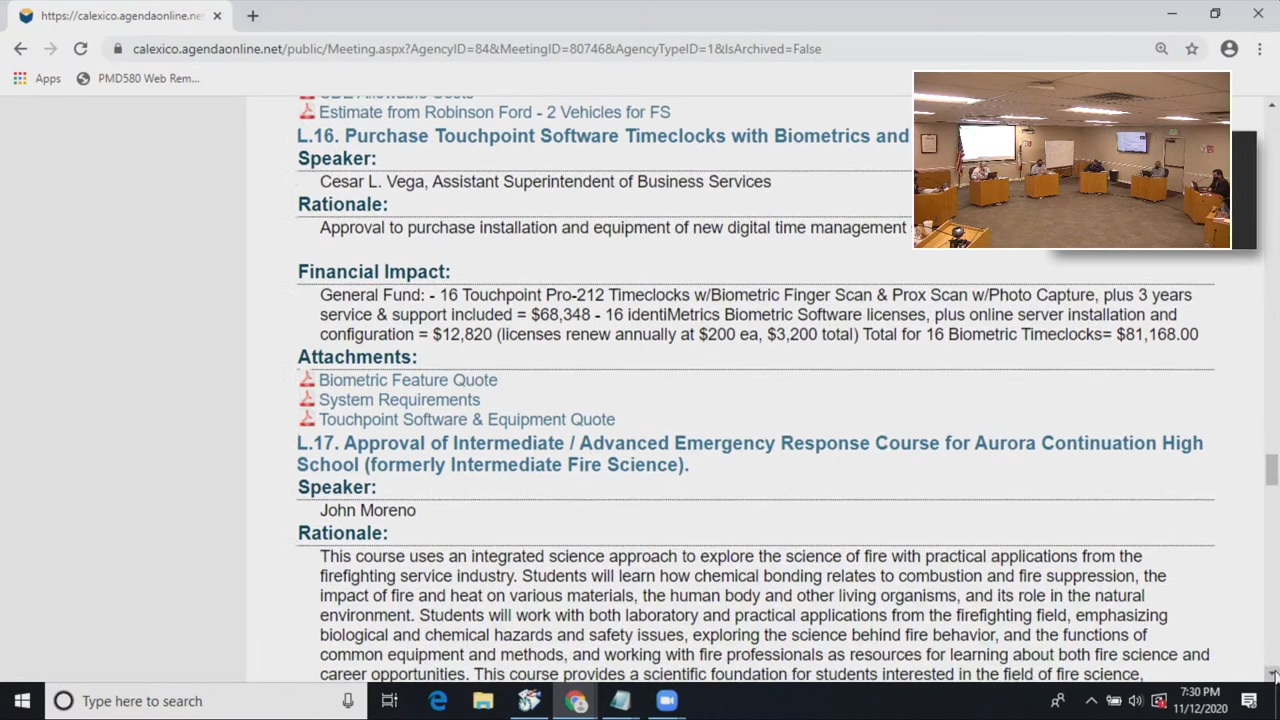 https://calexico.agendaonline.ne
calexico.agendaonline.net/public/Meeting.aspx?AgencyID=84&MeetingID=80746&AgencyTypeID=1&IsArchived=False
Apps
PMD580 Web Rem...
Estimate from Robinson Ford - 2 Vehicles for FS
L.16. Purchase Touchpoint Software Timeclocks with Biometrics and
Speaker:
Cesar L. Vega, Assistant Superintendent of Business Services
Rationale:
Approval to purchase installation and equipment of new digital time management
Financial Impact:
General Fund: - 16 Touchpoint Pro-212 Timeclocks w/Biometric Finger Scan & Prox Scan w/Photo Capture, plus 3 years
service & support included = $68,348 - 16 identiMetrics Biometric Software licenses, plus online server installation and
configuration = $12,820 (licenses renew annually at $200 ea, $3,200 total) Total for 16 Biometric Timeclocks= $81,168.00
Attachments:
Biometric Feature Quote
System Requirements
Touchpoint Software & Equipment Quote
L.17. Approval of Intermediate / Advanced Emergency Response Course for Aurora Continuation High
School (formerly Intermediate Fire Science).
Speaker:
John Moreno
Rationale:
This course uses an integrated science approach to explore the science of fire with practical applications from the
firefighting service industry. Students will learn how chemical bonding relates to combustion and fire suppression, the
impact of fire and heat on various materials, the human body and other living organisms, and its role in the natural
environment. Students will work with both laboratory and practical applications from the firefighting field, emphasizing
biological and chemical hazards and safety issues, exploring the science behind fire behavior, and the functions of
common equipment and methods, and working with fire professionals as resources for learning about both fire science and
career opportunities. This course provides a scientific foundation for students interested in the field of fire science,
Type here to search
7:30 PM
11/12/2020